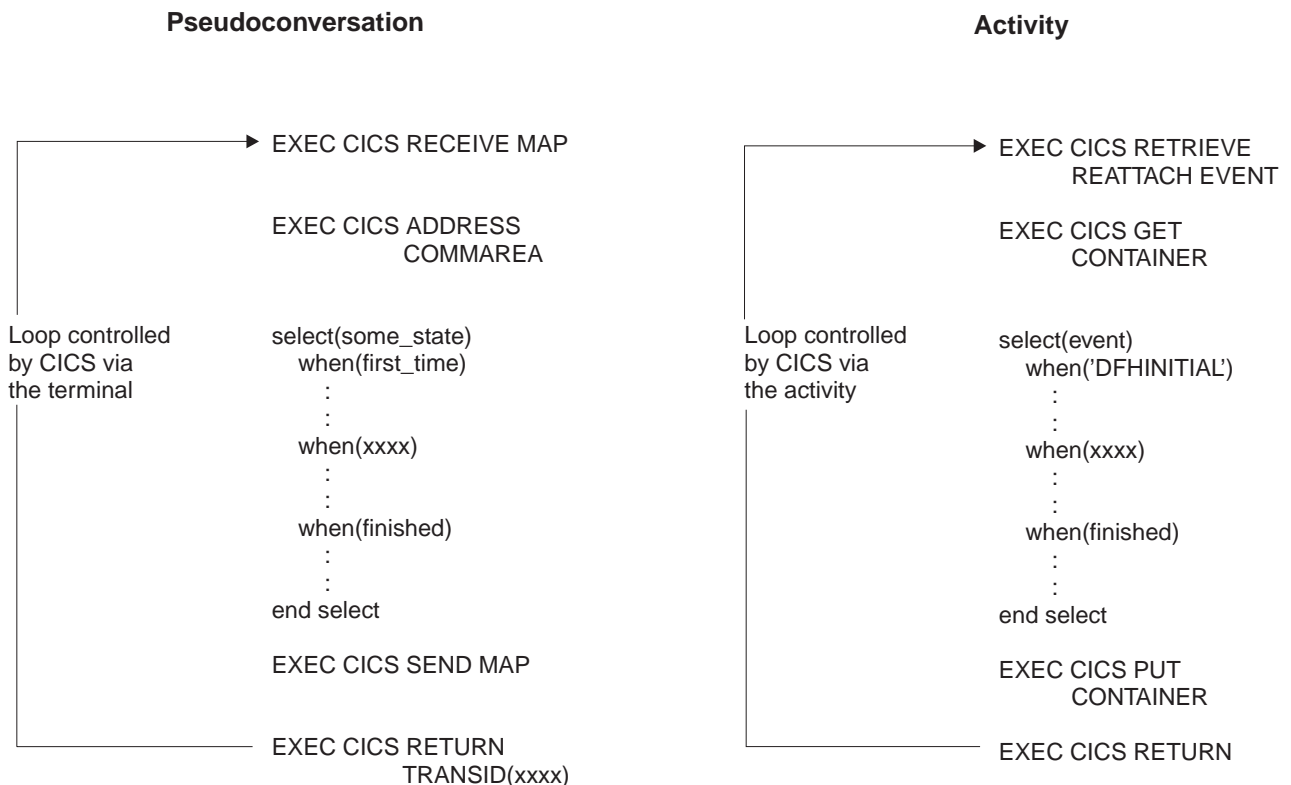 Pseudoconversation
EXEC CICS RECEIVE MAP
EXEC CICS ADDRESS
COMMAREA
Loop controlled
by CICS via
the terminal
select(some_state)
when(first_time)
:
:
when(xxxx)
:
:
when(finished)
:
:
end select
EXEC CICS SEND MAP
EXEC CICS RETURN
TRANSID(xxxx)
Activity
EXEC CICS RETRIEVE
REATTACH EVENT
EXEC CICS GET
CONTAINER
Loop controlled
by CICS via
the activity
select(event)
when('DFHINITIAL')
:
:
when(xxxx)
:
:
when(finished)
:
:
end select
EXEC CICS PUT
CONTAINER
EXEC CICS RETURN